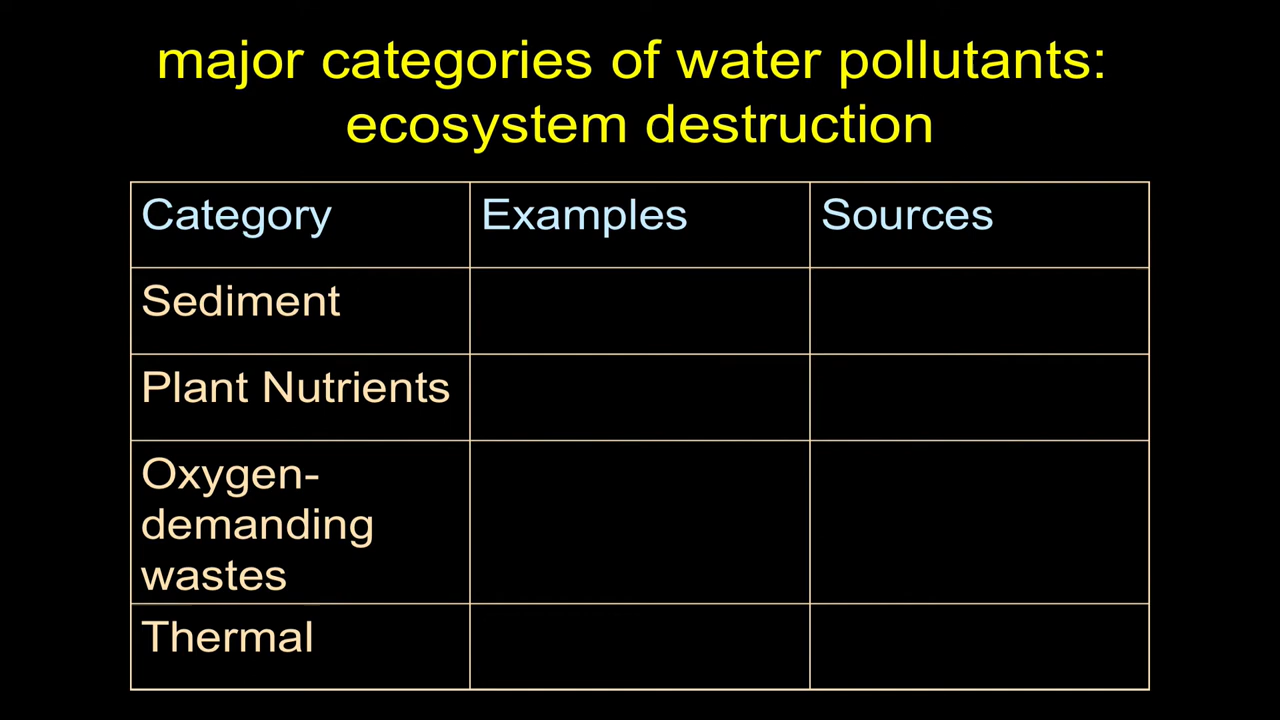 major categories of water pollutants:
ecosystem destruction
Category Examples Sources
Sediment
Plant Nutrients
Oxygen-
demanding
wastes
Thermal